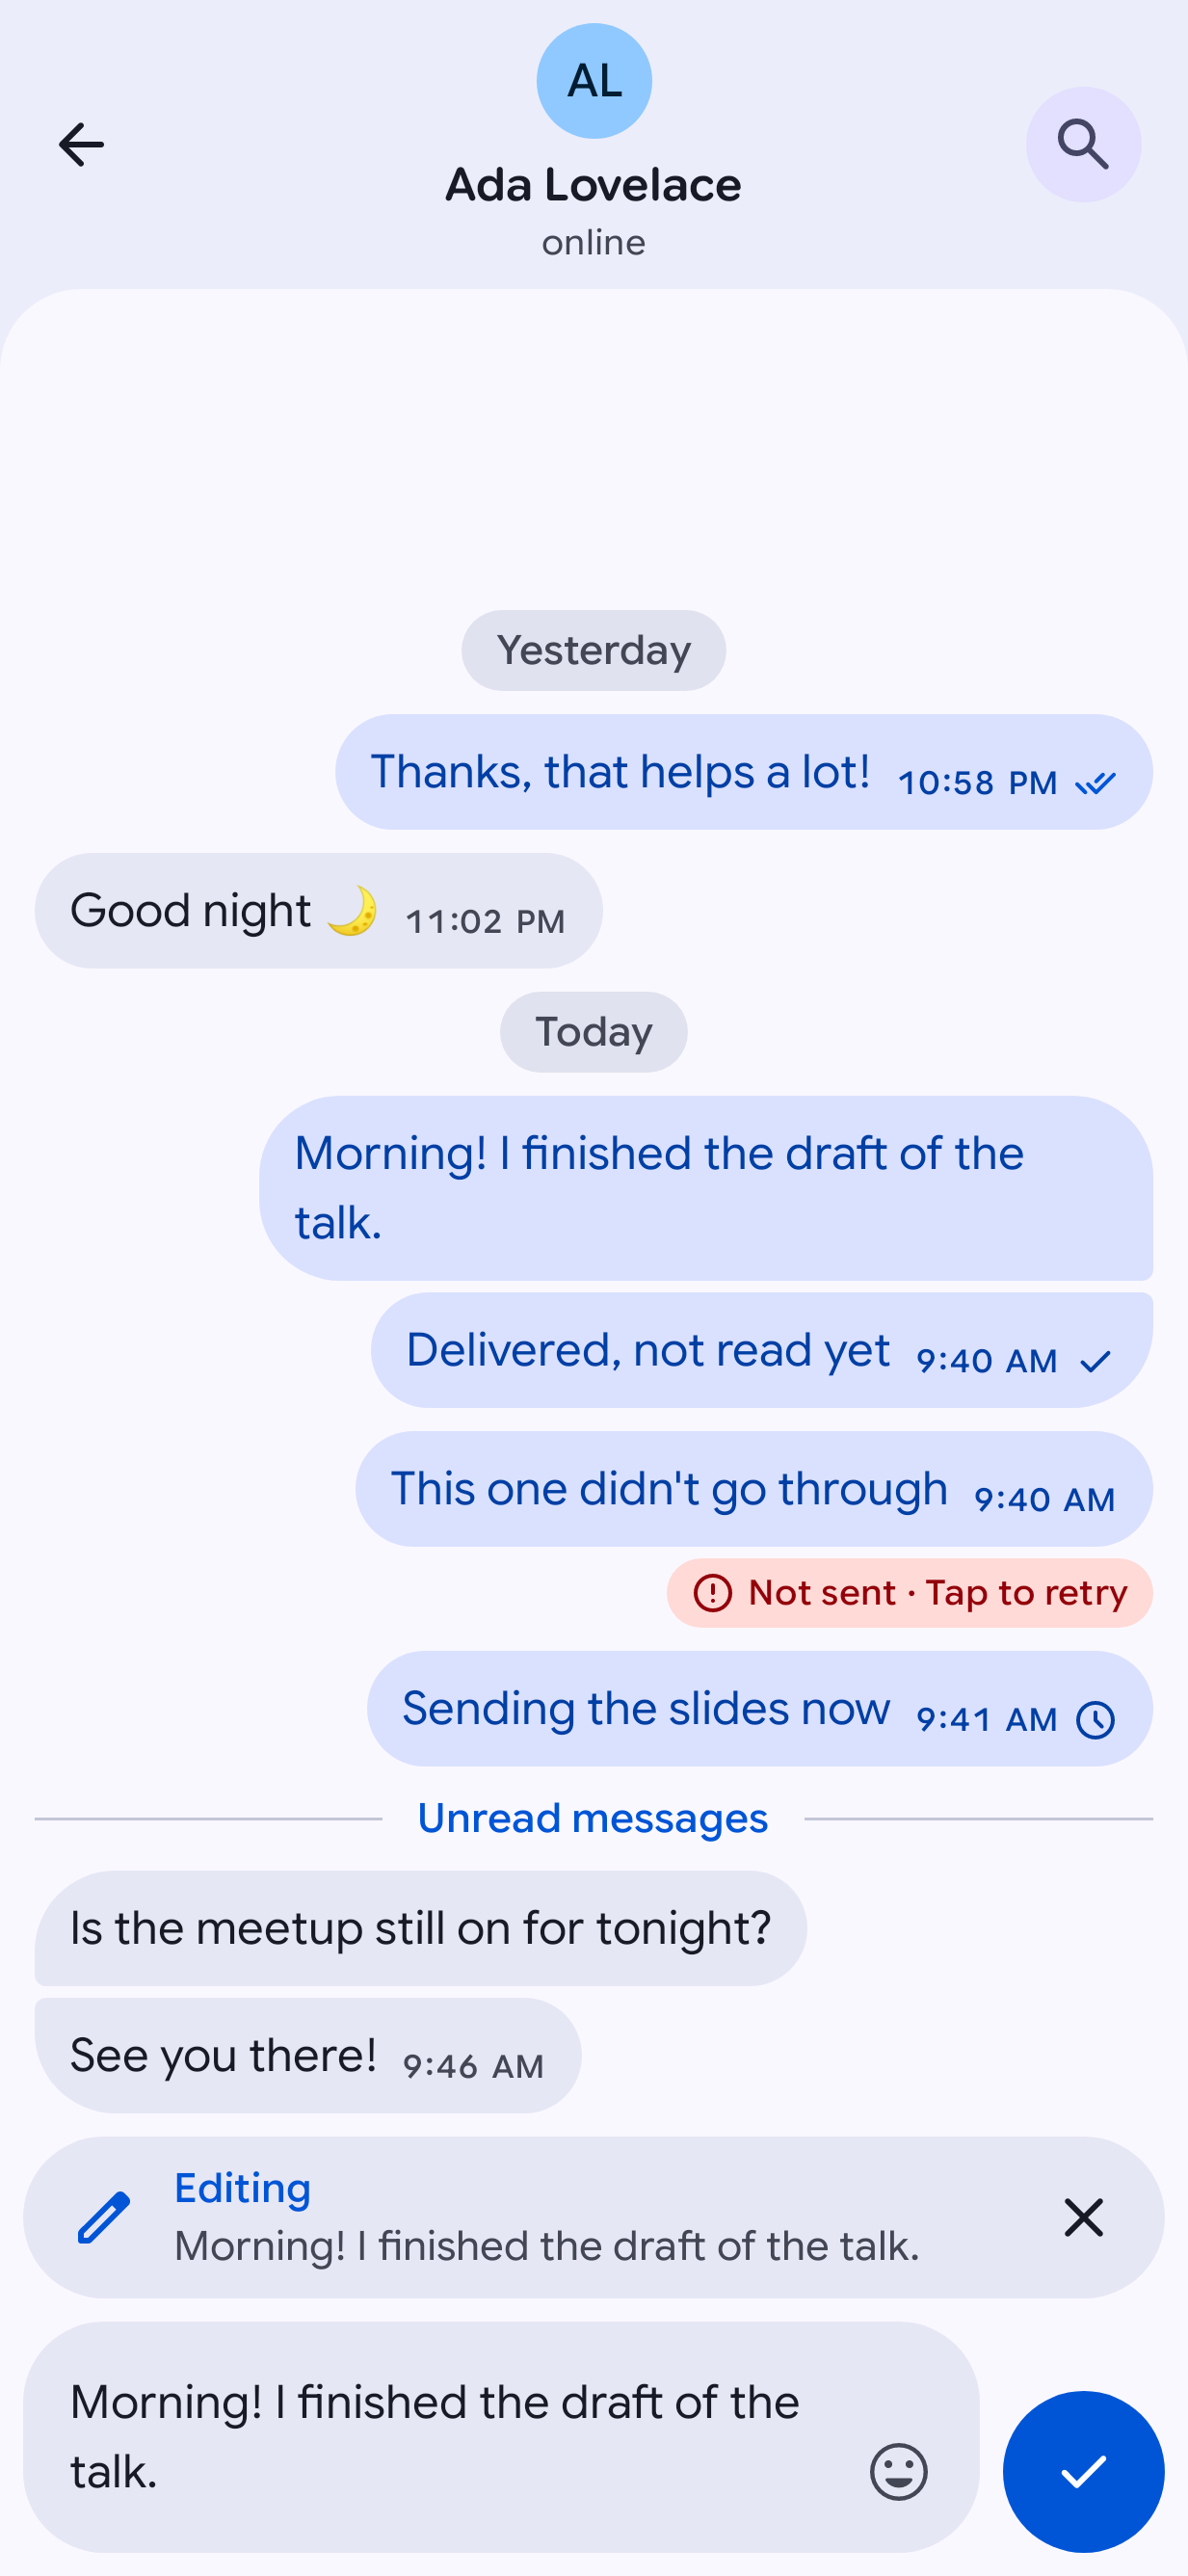 AL
Ada Lovelace
online
Yesterday
Thanks, that helps a lot! 10:58 PM
Good night 🌙 11:02 PM
Today
Morning! I finished the draft of the
talk.
Delivered, not read yet 9:40 AM
This one didn't go through 9:40 AM
Not sent · Tap to retry
Sending the slides now 9:41 AM
Unread messages
Is the meetup still on for tonight?
See you there! 9:46 AM
Editing
Morning! I finished the draft of the talk.
Morning! I finished the draft of the
talk.